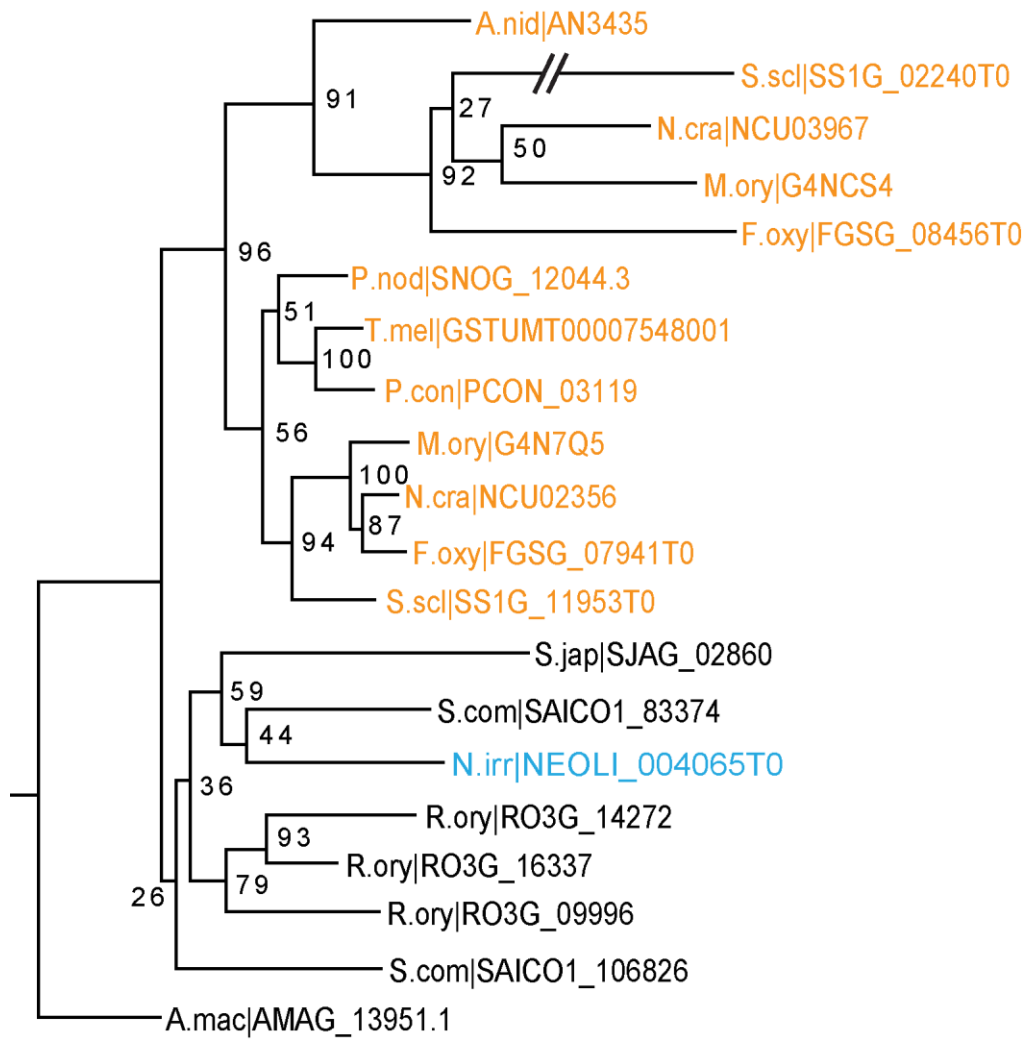 A.nid|AN3435
S.scl|SS1G_02240T0
91
27
N.cra|NCU03967
50
92
M.ory|G4NCS4
F.oxy|FGSG_08456T0
96
P.nod|SNOG_12044.3
51
T.mel|GSTUMT00007548001
100
P.con|PCON_03119
56
M.ory|G4N7Q5
100
N.cra|NCU02356
87
94
F.oxy|FGSG_07941T0
S.scl|SS1G_11953T0
S.jap|SJAG_02860
59
S.com|SAICO1_83374
44
N.irr|NEOLI_004065T0
36
R.ory|RO3G_14272
93
R.ory|RO3G_16337
79
26
R.ory|RO3G_09996
S.com|SAICO1_106826
A.mac|AMAG_13951.1